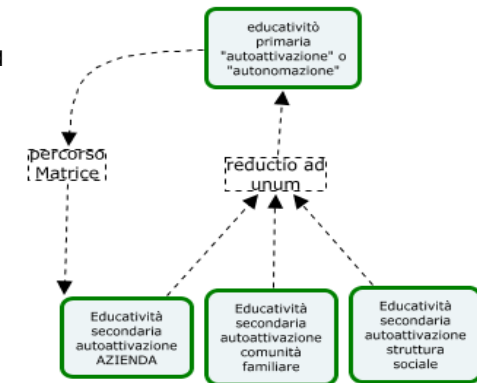 educativitò
primaria
"autoattivazione" o
"autonomazione"
percorso
Matrice
reductio ad
unum
Educatività
secondaria
autoattivazione
AZIENDA
Educatività
secondaria
autoattivazione
comunità
familiare
Educatività
secondaria
autoattivazione
struttura
sociale